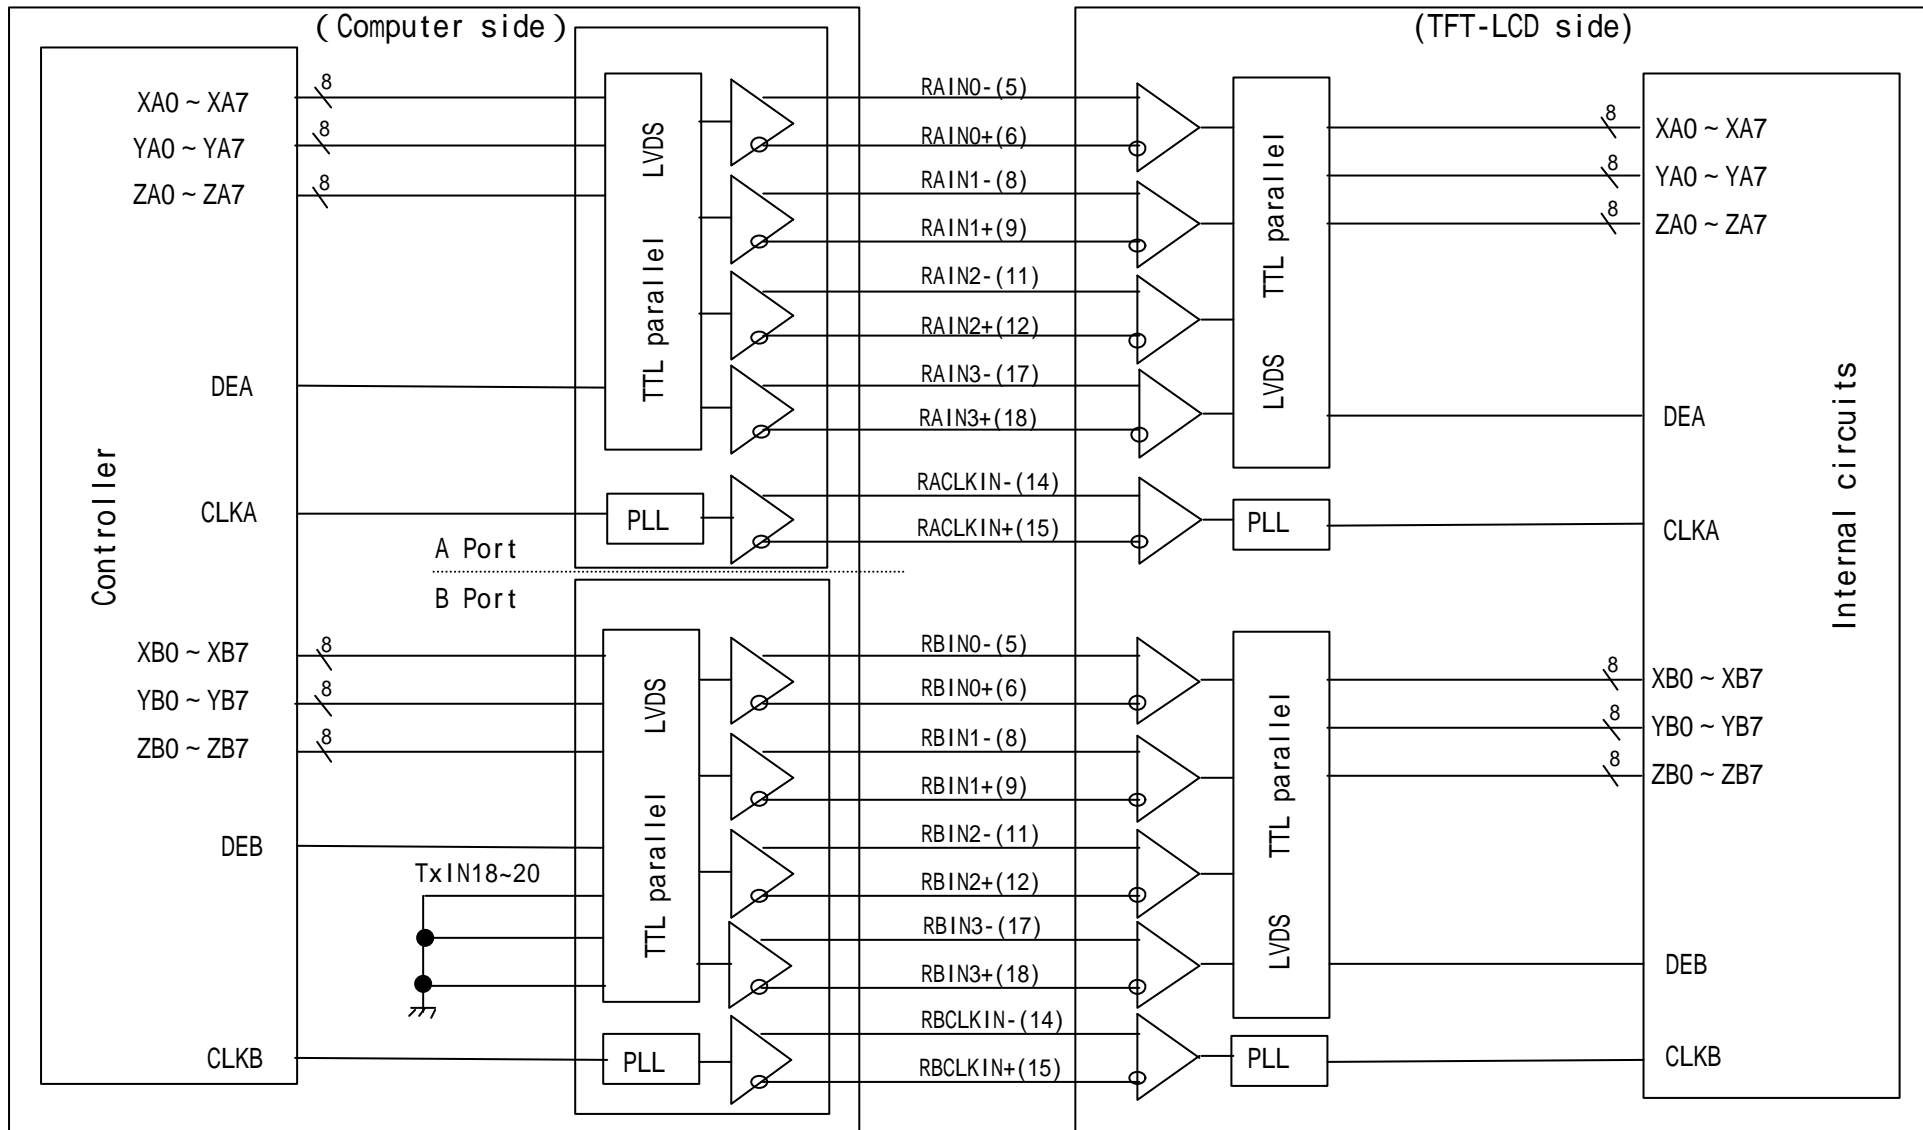 (Computer side)
(TFT-LCD side)
Controller
XA0 ~ XA7
8
YA0 ~ YA7
8
ZA0 ~ ZA7
8
DEA
CLKA
TTL parallel LVDS
PLL
A Port
B Port
XB0 ~ XB7
8
YB0 ~ YB7
8
ZB0 ~ ZB7
8
DEB
TxIN18~20
CLKB
TTL parallel LVDS
PLL
RAIN0-(5)
RAIN0+(6)
RAIN1-(8)
RAIN1+(9)
RAIN2-(11)
RAIN2+(12)
RAIN3-(17)
RAIN3+(18)
RACLKIN-(14)
RACLKIN+(15)
RBIN0-(5)
RBIN0+(6)
RBIN1-(8)
RBIN1+(9)
RBIN2-(11)
RBIN2+(12)
RBIN3-(17)
RBIN3+(18)
RBCLKIN-(14)
RBCLKIN+(15)
LVDS TTL parallel
PLL
8
XA0 ~ XA7
8
YA0 ~ YA7
8
ZA0 ~ ZA7
DEA
CLKA
LVDS TTL parallel
PLL
8
XB0 ~ XB7
8
YB0 ~ YB7
8
ZB0 ~ ZB7
DEB
CLKB
Internal circuits